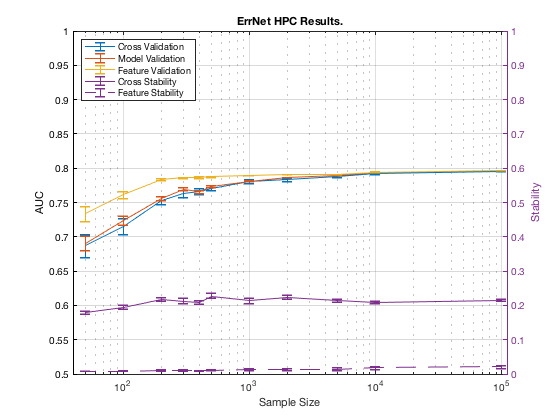 ErrNet HPC Results.
Cross Validation
Model Validation
Feature Validation
Cross Stability
Feature Stability
AUC
1
0.95
0.9
0.85
0.8
0.75
0.7
0.65
0.6
0.55
0.5
1
0.9
0.8
0.7
0.6
0.5
0.4
0.3
0.2
0.1
0
Stability
10^2 10^3 10^4 10^5
Sample Size